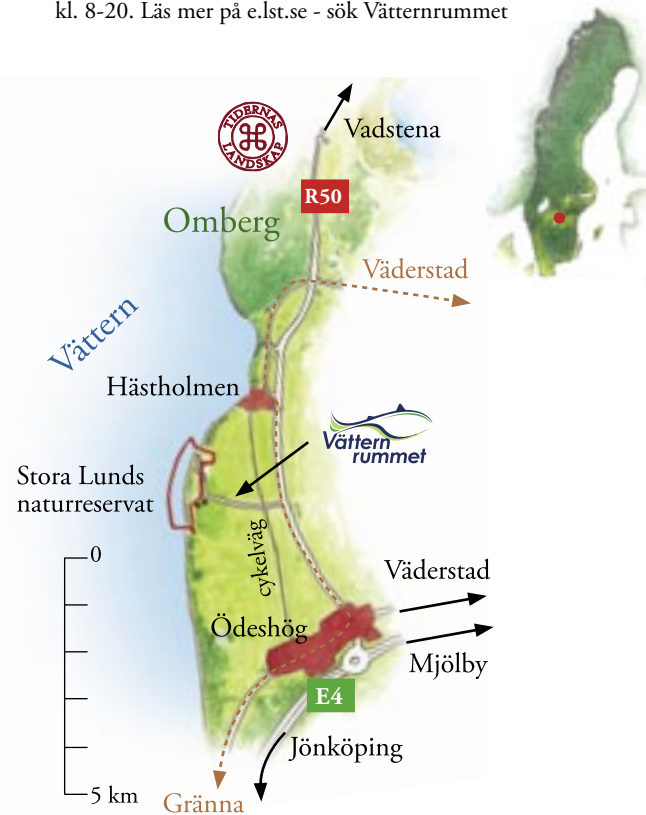 kl. 8-20. Läs mer på e.lst.se - sök Vätternrummet
TIDERNAS
LANDSKAP
Vadstena
R50
Omberg
Väderstad
Vättern
Hästholmen
Vättern
rummet
Stora Lunds
naturreservat
0
cykelväg
Väderstad
Ödeshög
Mjölby
E4
Jönköping
5 km
Gränna